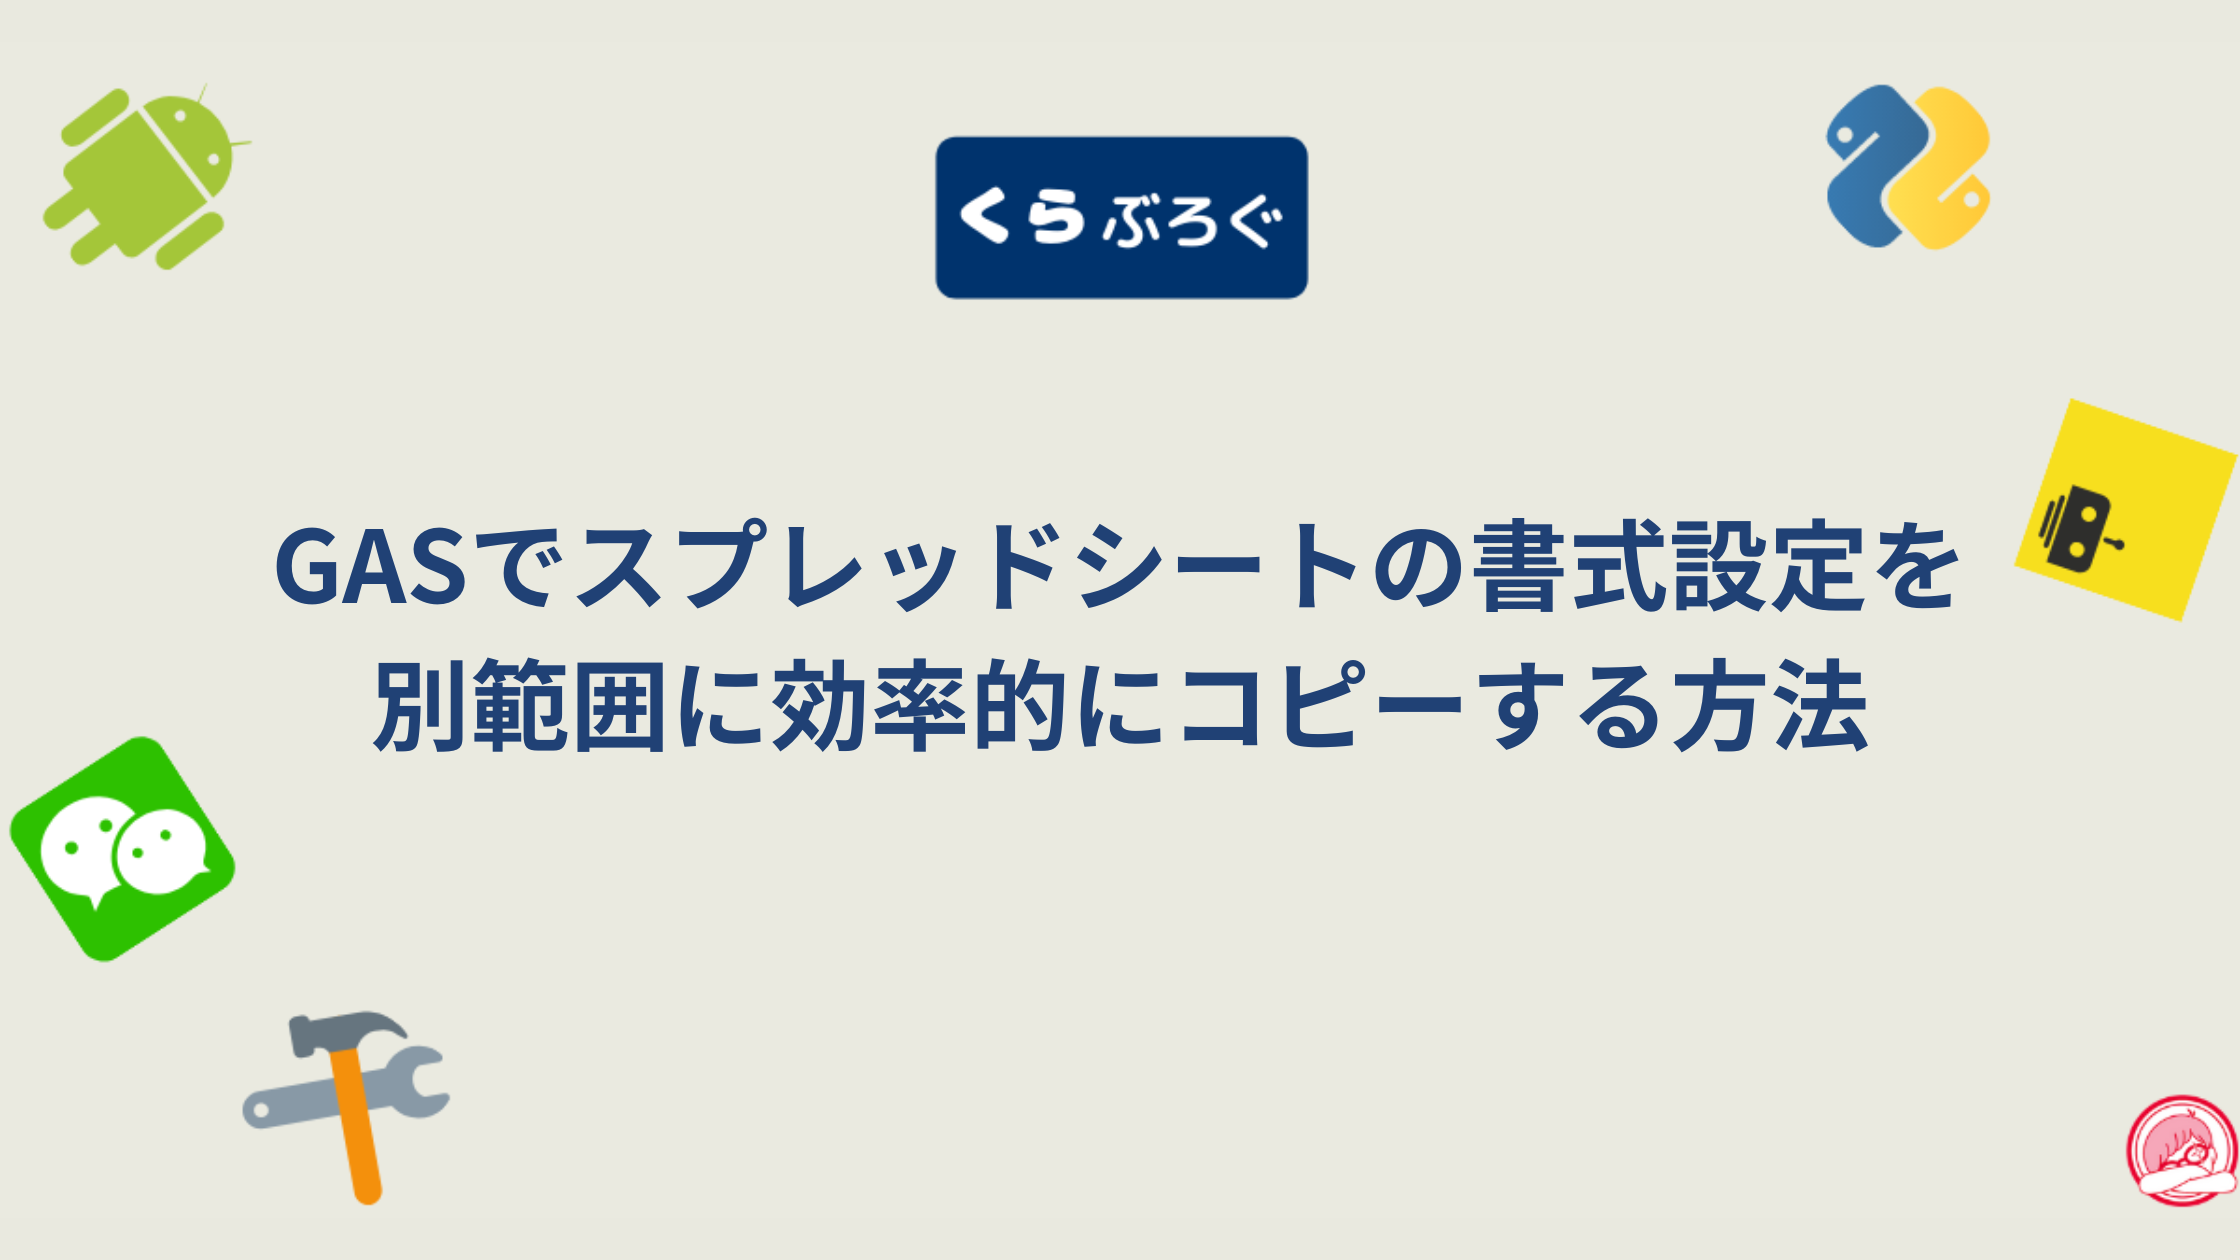 くらぶろぐ
GASでスプレッドシートの書式設定を
別範囲に効率的にコピーする方法